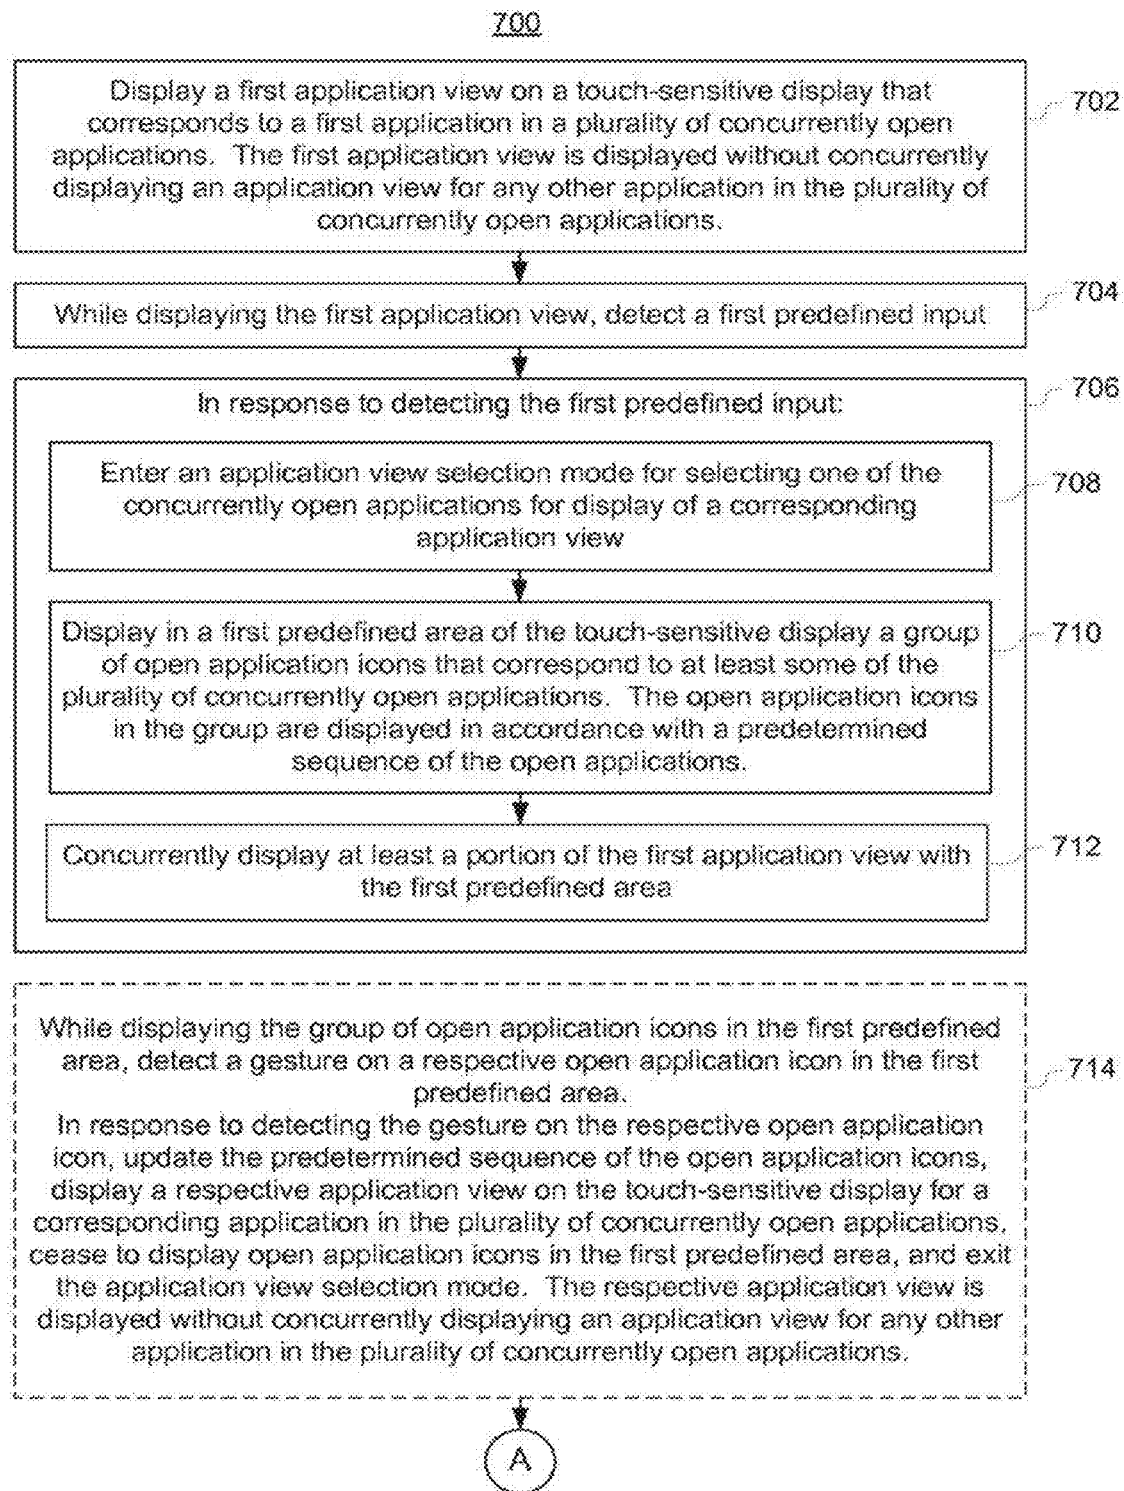 700
Display a first application view on a touch-sensitive display that
corresponds to a first application in a plurality of concurrently open
applications. The first application view is displayed without concurrently
displaying an application view for any other application in the plurality of
concurrently open applications.
702
While displaying the first application view, detect a first predefined input
704
In response to detecting the first predefined input:
706
Enter an application view selection mode for selecting one of the
concurrently open applications for display of a corresponding
application view
708
Display in a first predefined area of the touch-sensitive display a group
of open application icons that correspond to at least some of the
plurality of concurrently open applications. The open application icons
in the group are displayed in accordance with a predetermined
sequence of the open applications.
710
Concurrently display at least a portion of the first application view with
the first predefined area
712
While displaying the group of open application icons in the first predefined
area, detect a gesture on a respective open application icon in the first
predefined area.
In response to detecting the gesture on the respective open application
icon, update the predetermined sequence of the open application icons,
display a respective application view on the touch-sensitive display for a
corresponding application in the plurality of concurrently open applications,
cease to display open application icons in the first predefined area, and exit
the application view selection mode. The respective application view is
displayed without concurrently displaying an application view for any other
application in the plurality of concurrently open applications.
714
A